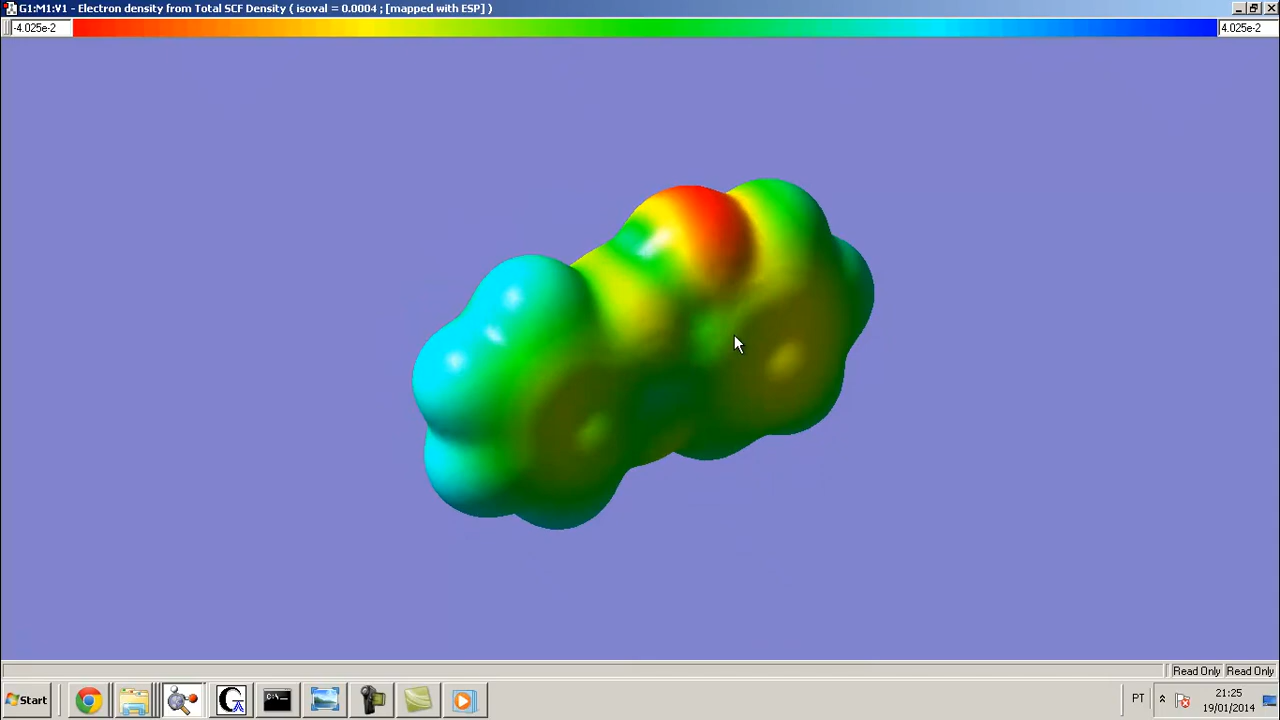 G1:M1:V1 - Electron density from Total SCF Density ( isoval = 0.0004 ; [mapped with ESP] )
-4.025e-2
4.025e-2
Read Only
Read Only
Start
C:\_
PT
21:25
19/01/2014